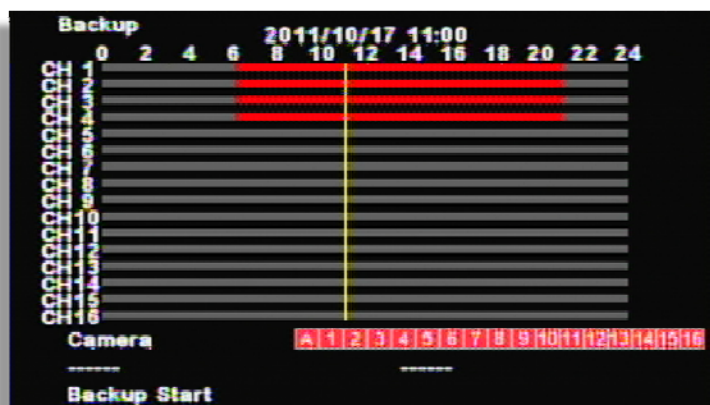 Backup
2011/10/17 11:00
0 2 4 6 8 10 12 14 16 18 20 22 24
CH 1
CH 2
CH 3
CH 4
CH 5
CH 6
CH 7
CH 8
CH 9
CH10
CH11
CH12
CH13
CH14
CH15
CH16
Camera A 1 2 3 4 5 6 7 8 9 10 11 12 13 14 15 16
------ ------
Backup Start